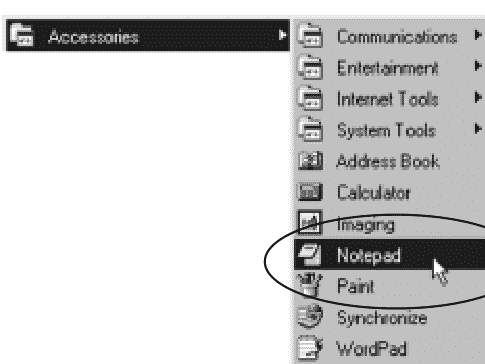 Accessories
Communications
Entertainment
Internet Tools
System Tools
Address Book
Calculator
Imaging
Notepad
Paint
Synchronize
WordPad